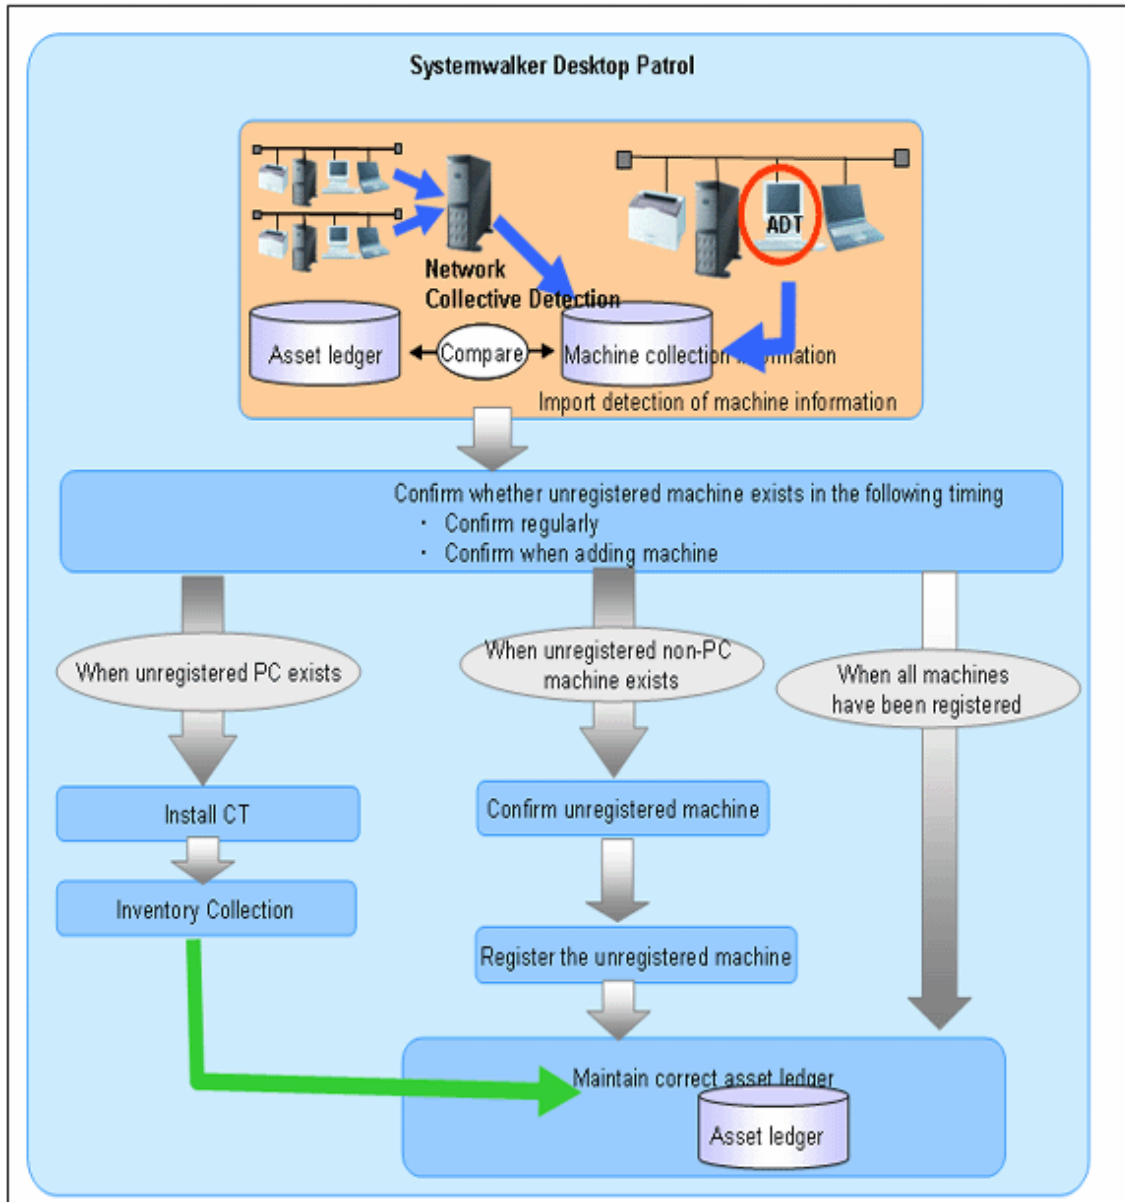 Systemwalker Desktop Patrol
ADT
Network
Collective Detection
Asset ledger
Compare
Machine collection information
Import detection of machine information
Confirm whether unregistered machine exists in the following timing
· Confirm regularly
· Confirm when adding machine
When unregistered PC exists
When unregistered non-PC
machine exists
When all machines
have been registered
Install CT
Confirm unregistered machine
Inventory Collection
Register the unregistered machine
Maintain correct asset ledger
Asset ledger